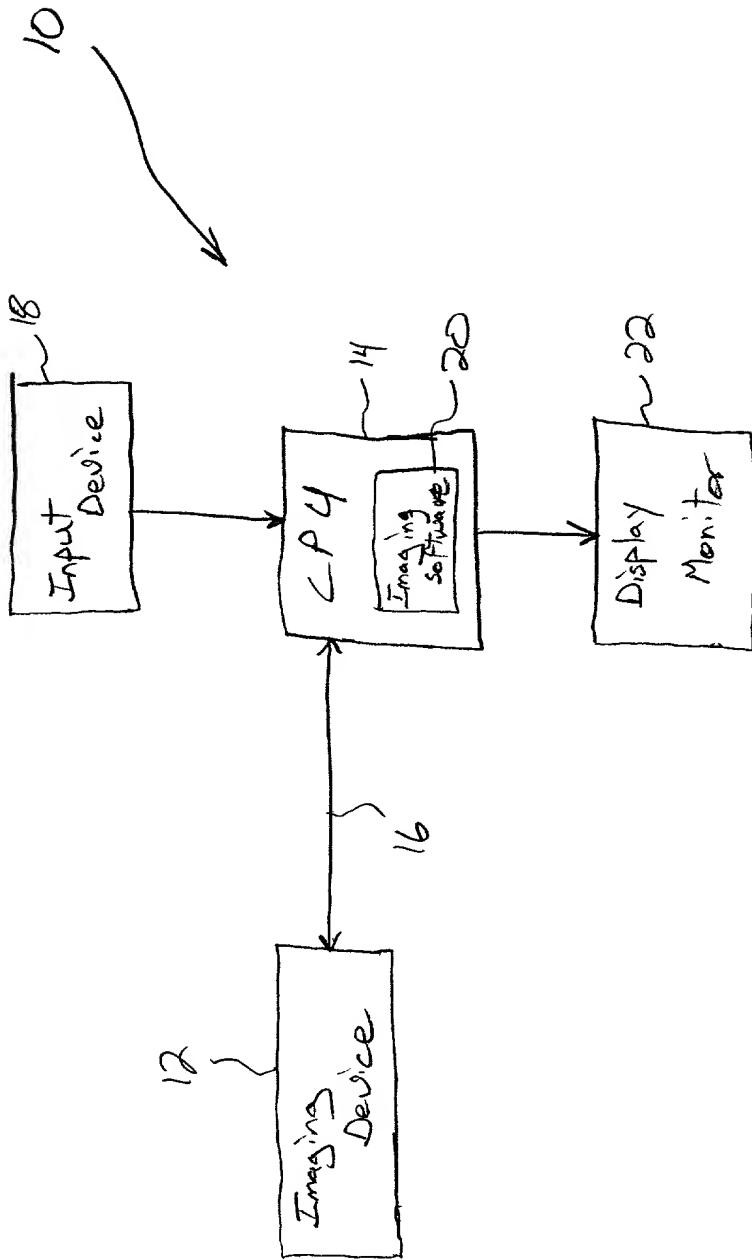 10
Input
Device
18
CPU
14
Imaging
Software
20
16
12
Imaging
Device
Display
Monitor
22